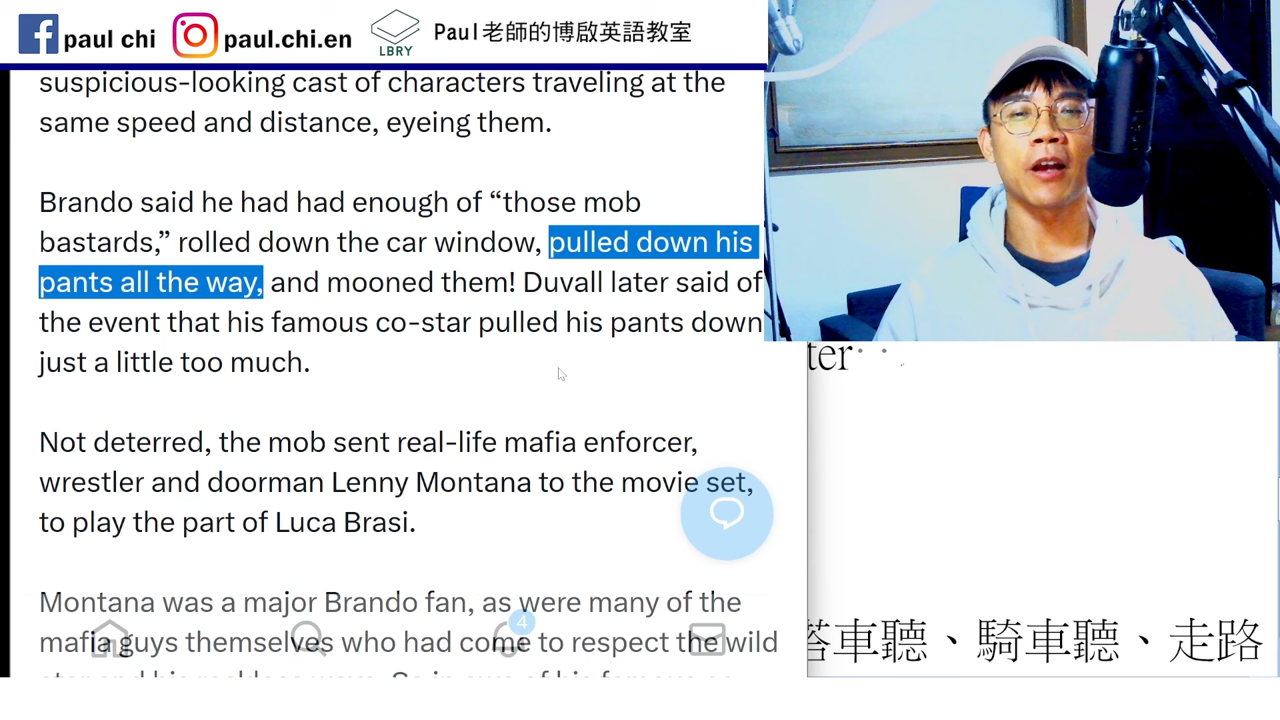 paul chi
paul.chi.en
LBRY
Paul老師的博啟英語教室
suspicious-looking cast of characters traveling at the
same speed and distance, eyeing them.
Brando said he had had enough of “those mob
bastards,” rolled down the car window, pulled down his
pants all the way, and mooned them! Duvall later said of
the event that his famous co-star pulled his pants down
just a little too much.
Not deterred, the mob sent real-life mafia enforcer,
wrestler and doorman Lenny Montana to the movie set,
to play the part of Luca Brasi.
Montana was a major Brando fan, as were many of the
4
mafia guys themselves who had come to respect the wild
ter
車聽、騎車聽、走路